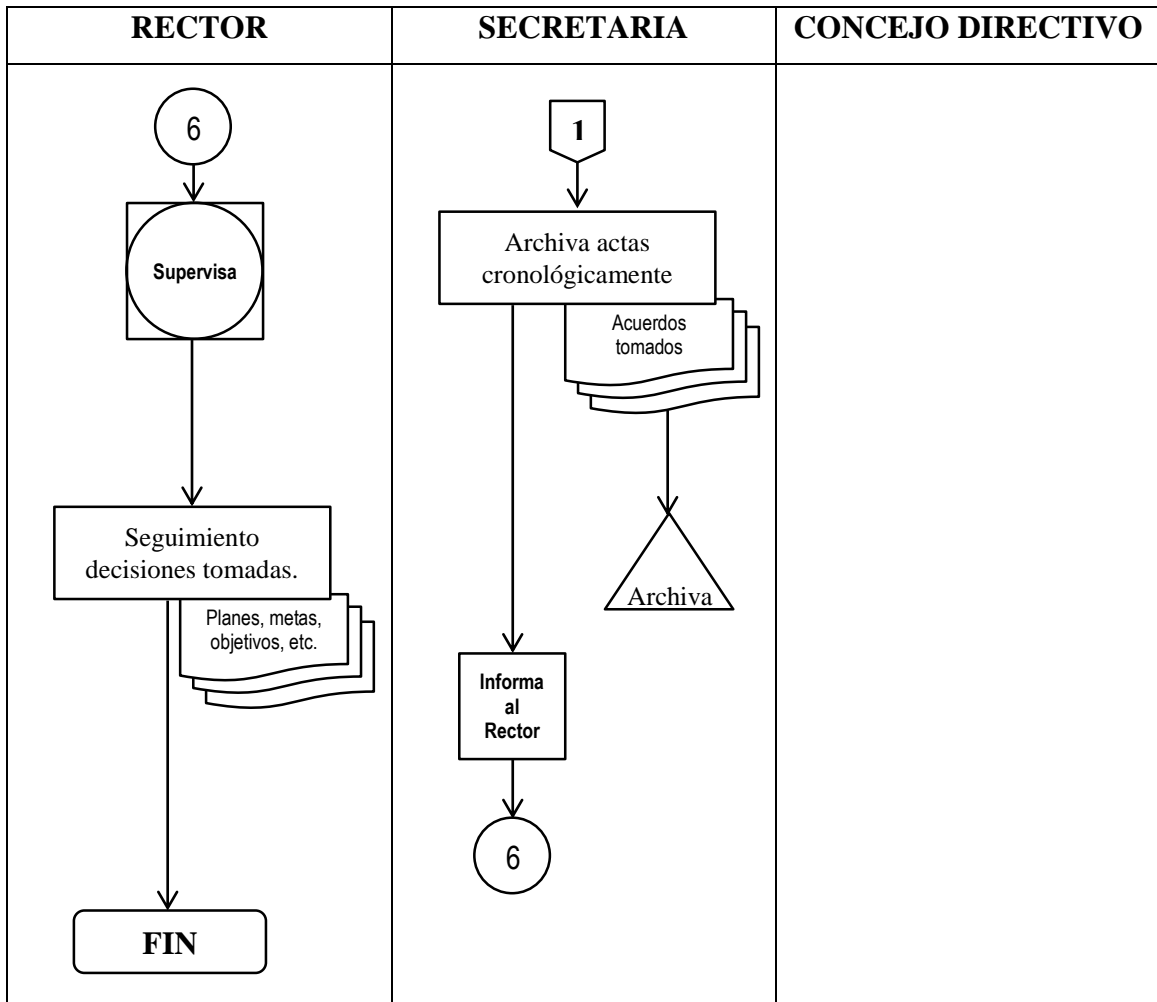 RECTOR
SECRETARIA
CONCEJO DIRECTIVO
6
Supervisa
Seguimiento
decisiones tomadas.
Planes, metas,
objetivos, etc.
FIN
1
Archiva actas
cronológicamente
Acuerdos
tomados
Archiva
Informa
al
Rector
6